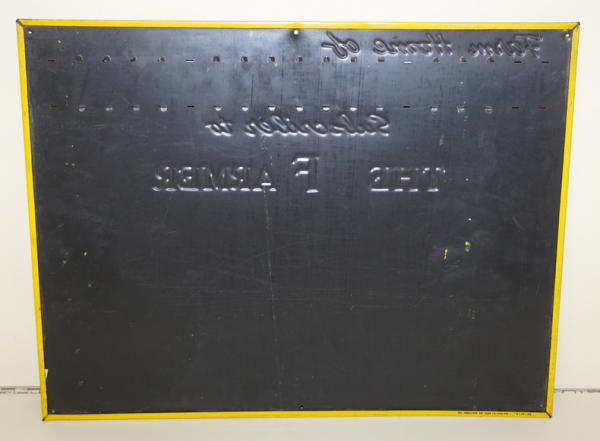 Farm Home of
Subscriber to
THE FARMER